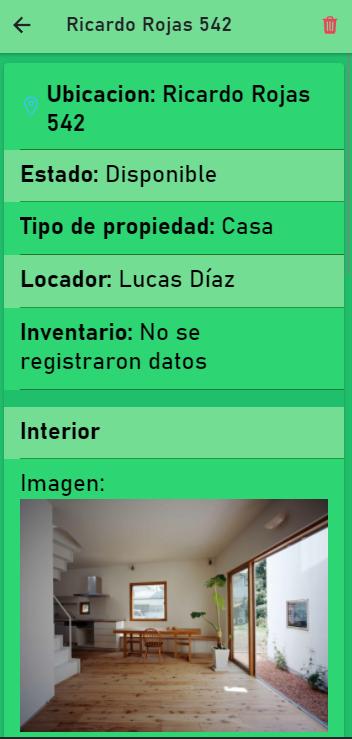 Ricardo Rojas 542
Ubicacion: Ricardo Rojas
542
Estado: Disponible
Tipo de propiedad: Casa
Locador: Lucas Díaz
Inventario: No se
registraron datos
Interior
Imagen: